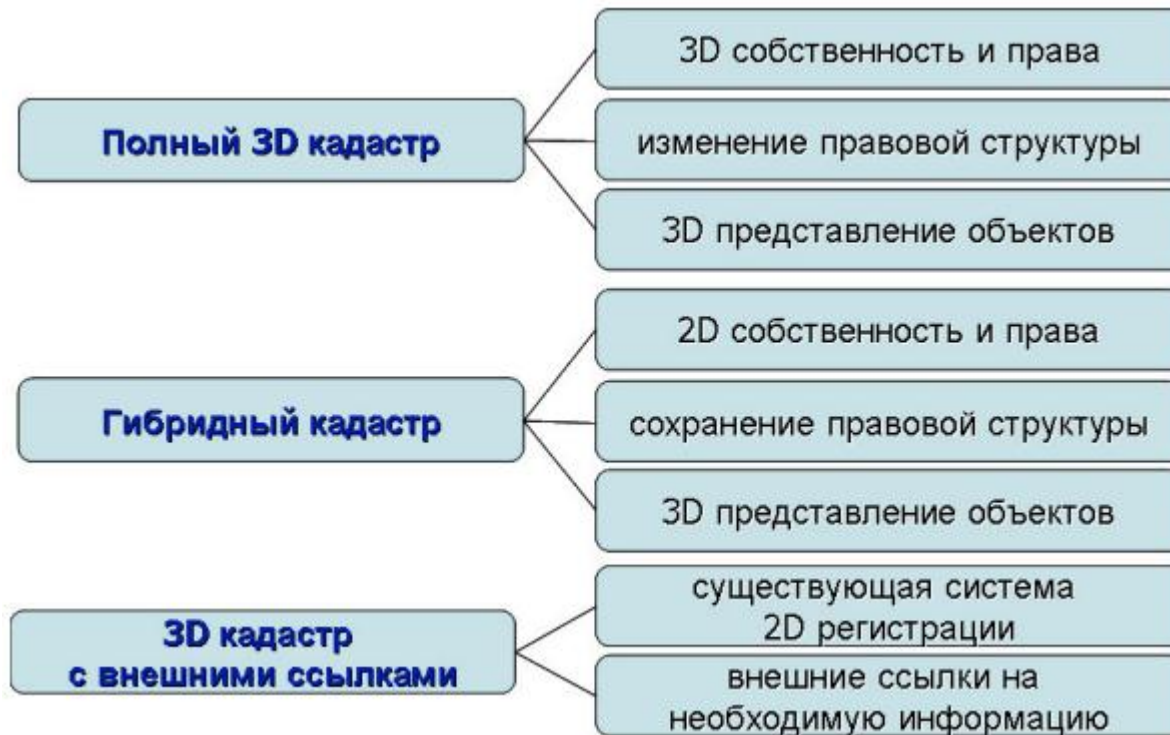 Полный 3D кадастр
3D собственность и права
изменение правовой структуры
3D представление объектов
Гибридный кадастр
2D собственность и права
сохранение правовой структуры
3D представление объектов
3D кадастр
с внешними ссылками
существующая система
2D регистрации
внешние ссылки на
необходимую информацию